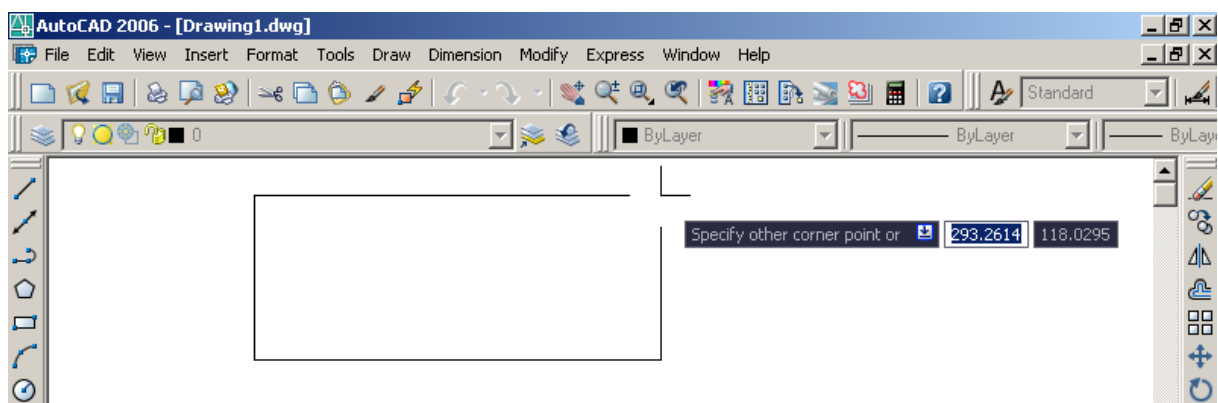 AutoCAD 2006 - [Drawing1.dwg]
File Edit View Insert Format Tools Draw Dimension Modify Express Window Help
Standard
0 ByLayer ByLayer ByLaye
Specify other corner point or 293.2614 118.0295